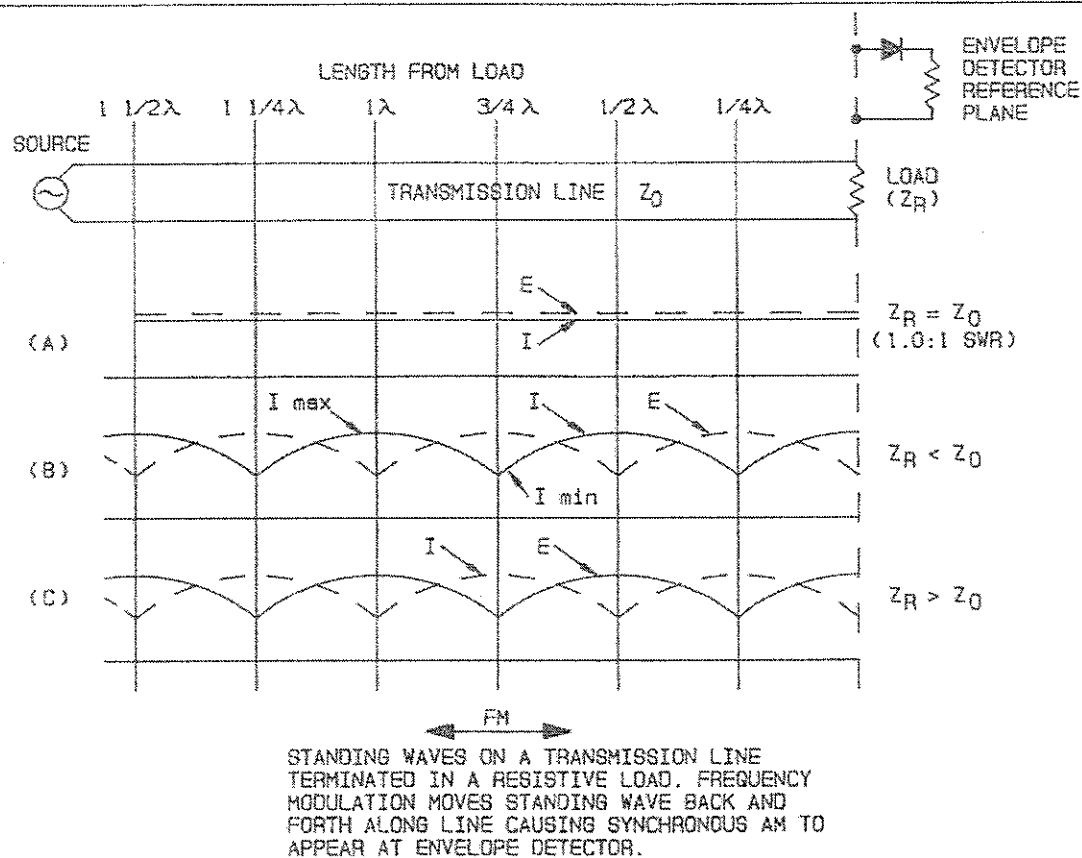 LENGTH FROM LOAD
1 1/2λ 1 1/4λ 1λ 3/4λ 1/2λ 1/4λ
ENVELOPE
DETECTOR
REFERENCE
PLANE
SOURCE
TRANSMISSION LINE Z0
LOAD
(ZR)
E
I
(A)
ZR = Z0
(1.0:1 SWR)
I max
I
E
(B)
I min
ZR < Z0
I
E
(C)
ZR > Z0
FM
STANDING WAVES ON A TRANSMISSION LINE
TERMINATED IN A RESISTIVE LOAD. FREQUENCY
MODULATION MOVES STANDING WAVE BACK AND
FORTH ALONG LINE CAUSING SYNCHRONOUS AM TO
APPEAR AT ENVELOPE DETECTOR.